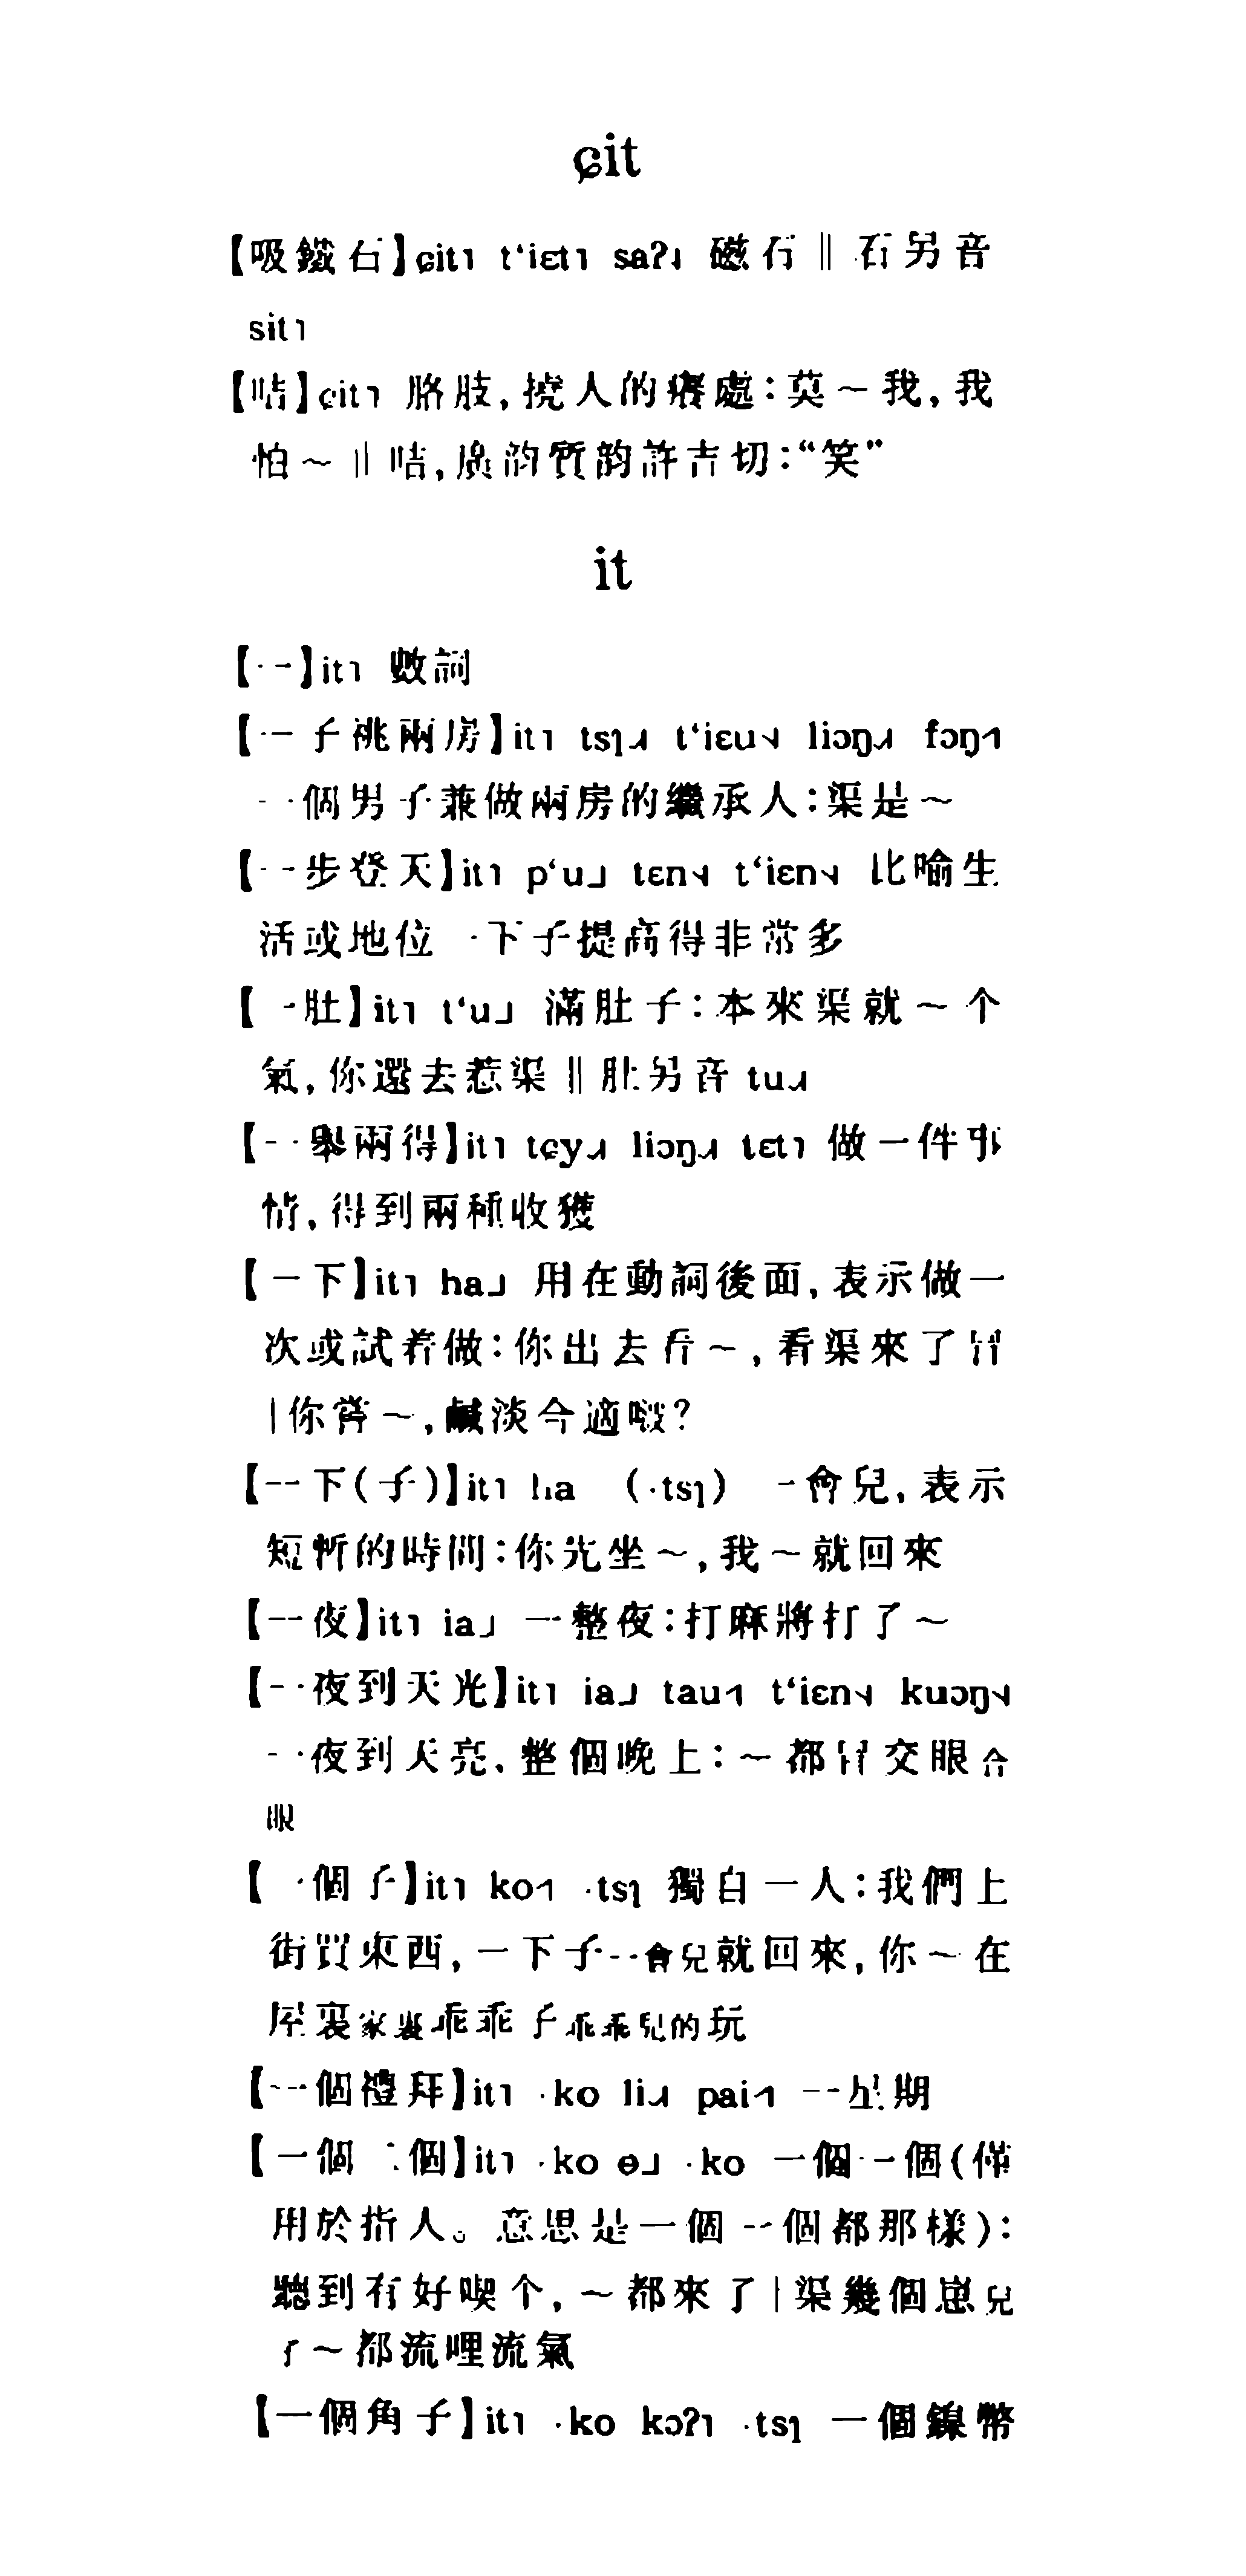 ɕit
【吸鐵石】ɕit˥ t‘iɛt˥ saʔ˩ 磁石‖石另音
sit˥
【咭】ɕit˥ 胳肢，撓人的癢處：莫～我，我
怕～‖咭，廣韵質韵許吉切：“笑”
it
【一】it˥ 數詞
【一子祧兩房】it˥ tsɿ˨˩˧ t‘iɛu˧˨ liɔŋ˨˩˧ fɔŋ˧˥
一個男子兼做兩房的繼承人：渠是～
【一步登天】it˥ p‘u˩ tɛn˧˨ t‘iɛn˧˨ 比喻生
活或地位一下子提高得非常多
【一肚】it˥ t‘u˩ 滿肚子：本來渠就～个
氣，你還去惹渠‖肚另音 tu˨˩˧
【一舉兩得】it˥ tɕy˨˩˧ liɔŋ˨˩˧ tɛt˥ 做一件事
情，得到兩種收獲
【一下】it˥ ha˩ 用在動詞後面，表示做一
次或試着做：你出去看～，看渠來了冇
|你嘗～，鹹淡合適啵？
【一下（子）】it˥ ha （·tsɿ） 一會兒，表示
短暫的時間：你先坐～，我～就回來
【一夜】it˥ ia˩ 一整夜：打麻將打了～
【一夜到天光】it˥ ia˩ tau˧˥ t‘iɛn˧˨ kuɔŋ˧˨
一夜到天亮，整個晚上：～都冇交眼合
眼
【一個子】it˥ ko˧˥ ·tsɿ 獨自一人：我們上
街買東西，一下子一會兒就回來，你～在
屋裏家裏乖乖子乖乖兒的玩
【一個禮拜】it˥ ·ko li˨˩˧ pai˧˥ 一星期
【一個二個】it˥ ·ko ɵ˩ ·ko 一個一個（僅
用於指人。意思是一個一個都那樣）：
聽到有好喫个，～都來了|渠幾個崽兒
子～都流哩流氣
【一個角子】it˥ ·ko kɔʔ˥ ·tsɿ 一個鎳幣